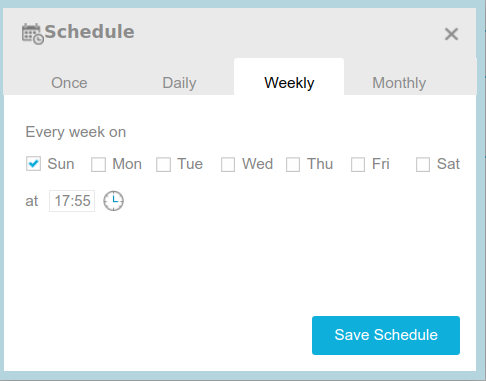 Schedule
Once Daily Weekly Monthly
Every week on
Sun Mon Tue Wed Thu Fri Sat
at 17:55
Save Schedule